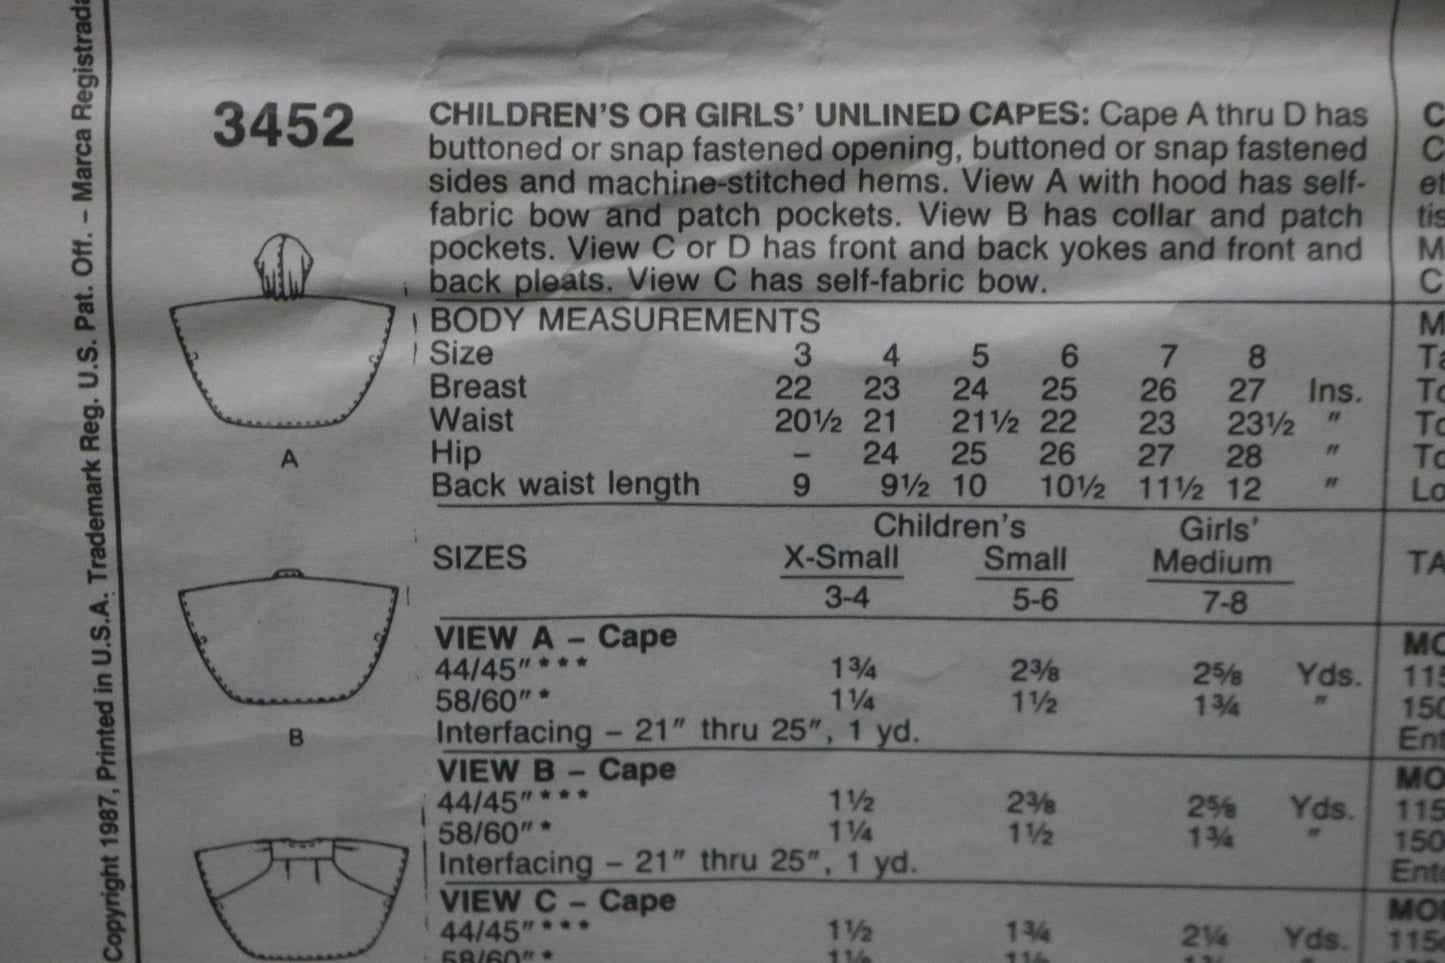 Copyright 1987, Printed in U.S.A. Trademark Reg. U.S. Pat. Off. – Marca Registrada
3452
CHILDREN'S OR GIRLS' UNLINED CAPES: Cape A thru D has
buttoned or snap fastened opening, buttoned or snap fastened
sides and machine-stitched hems. View A with hood has self-
fabric bow and patch pockets. View B has collar and patch
pockets. View C or D has front and back yokes and front and
back pleats. View C has self-fabric bow.
BODY MEASUREMENTS
Size 3 4 5 6 7 8
Breast 22 23 24 25 26 27 Ins.
Waist 20½ 21 21½ 22 23 23½ "
Hip – 24 25 26 27 28 "
Back waist length 9 9½ 10 10½ 11½ 12 "
Children's Girls'
SIZES X-Small Small Medium
3-4 5-6 7-8
VIEW A – Cape
44/45"*** 1¾ 2⅜ 2⅝ Yds.
58/60"* 1¼ 1½ 1¾ "
Interfacing – 21" thru 25", 1 yd.
VIEW B – Cape
44/45"*** 1½ 2⅜ 2⅝ Yds.
58/60"* 1¼ 1½ 1¾ "
Interfacing – 21" thru 25", 1 yd.
VIEW C – Cape
44/45"*** 1½ 1¾ 2¼ Yds.
58/60"*
A
B